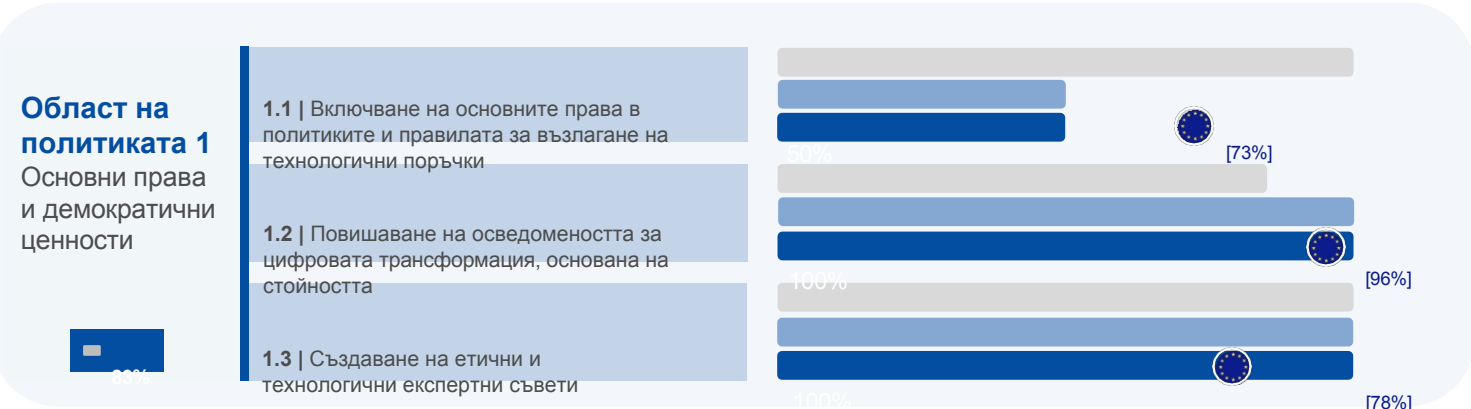 Област на
политиката 1
Основни права
и демократични
ценности
83%
1.1 | Включване на основните права в
политиките и правилата за възлагане на
технологични поръчки
50%
[73%]
1.2 | Повишаване на осведомеността за
цифровата трансформация, основана на
стойността
100%
[96%]
1.3 | Създаване на етични и
технологични експертни съвети
100%
[78%]